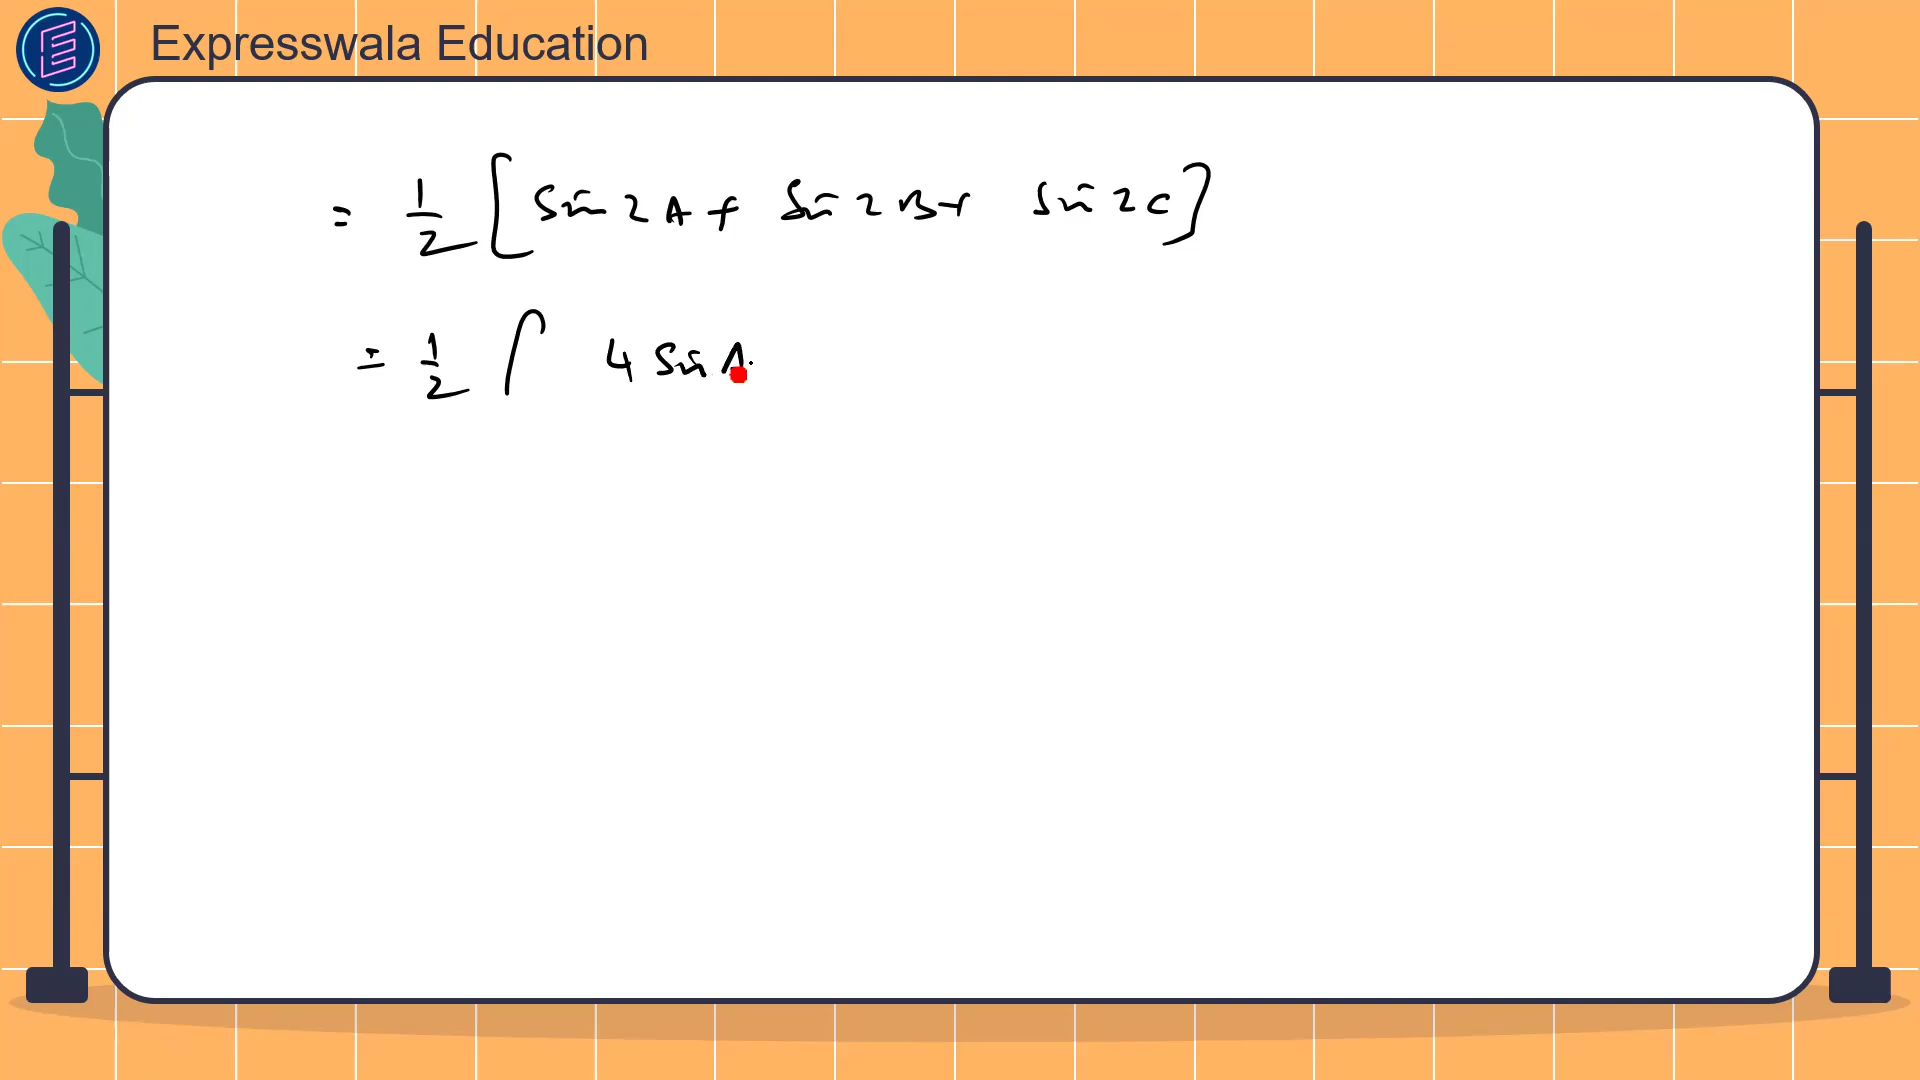 Expresswala Education
= 1/2 [Sin 2A + Sin 2B + Sin 2C]
= 1/2 [ 4 Sin A